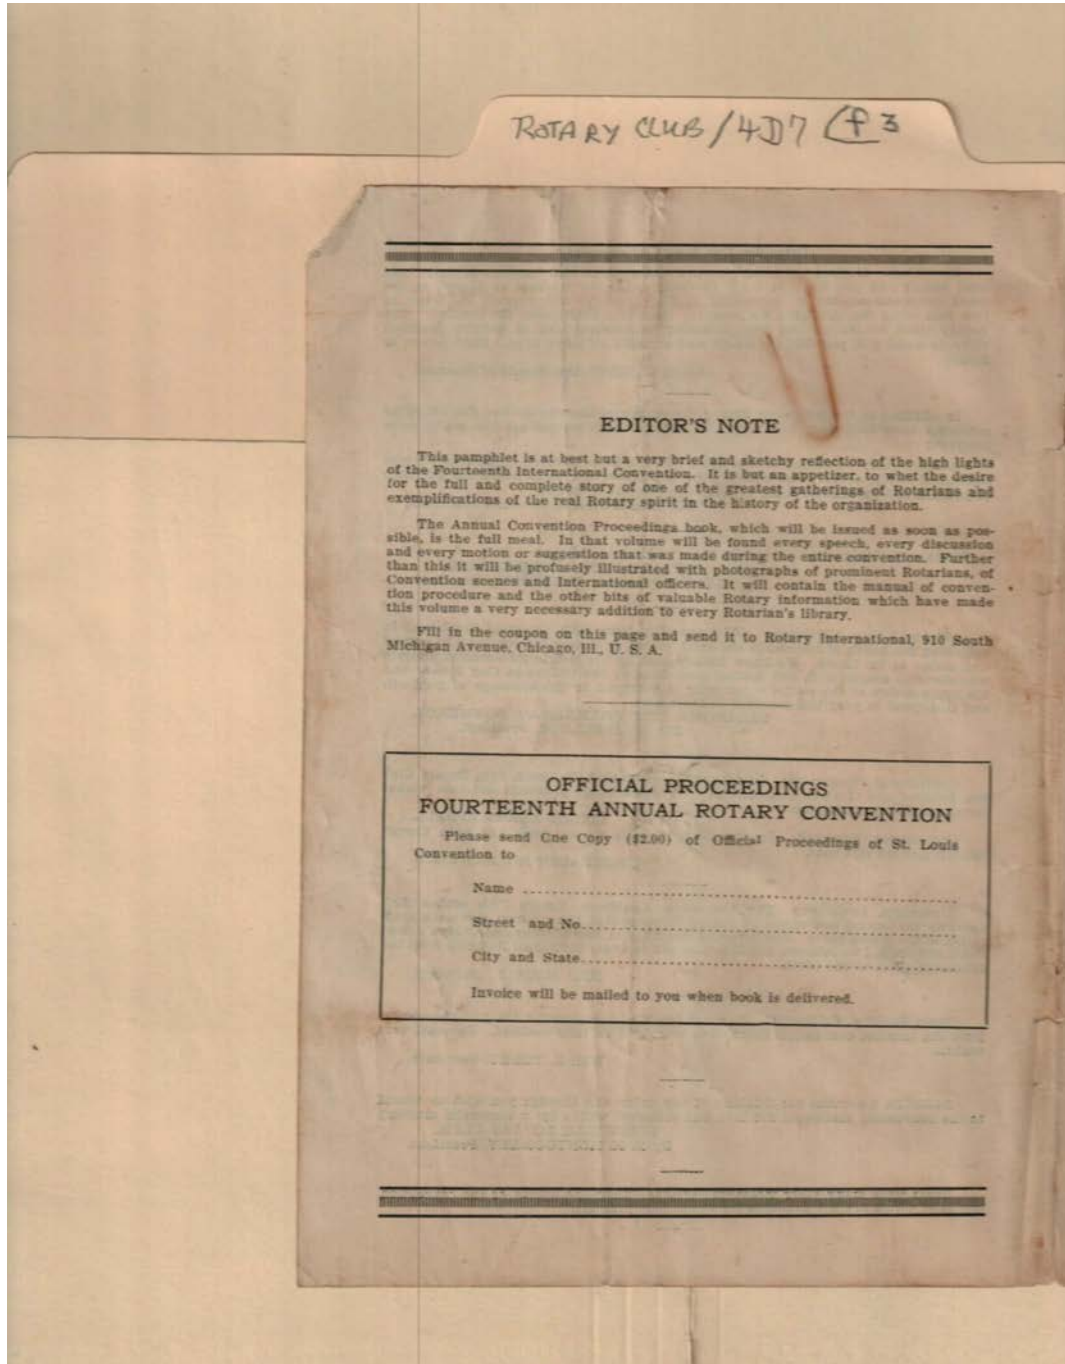 ROTARY CLUB/4D7 f3
EDITOR'S NOTE
This pamphlet is at best but a very brief and sketchy reflection of the high lights
of the Fourteenth International Convention. It is but an appetizer, to whet the desire
for the full and complete story of one of the greatest gatherings of Rotarians and
exemplifications of the real Rotary spirit in the history of the organization.
The Annual Convention Proceedings book, which will be issued as soon as pos-
sible, is the full meal. In that volume will be found every speech, every discussion
and every motion or suggestion that was made during the entire convention. Further
than this it will be profusely illustrated with photographs of prominent Rotarians, of
Convention scenes and International officers. It will contain the manual of conven-
tion procedure and the other bits of valuable Rotary information which have made
this volume a very necessary addition to every Rotarian's library.
Fill in the coupon on this page and send it to Rotary International, 910 South
Michigan Avenue, Chicago, Ill., U. S. A.
OFFICIAL PROCEEDINGS
FOURTEENTH ANNUAL ROTARY CONVENTION
Please send One Copy ($2.00) of Official Proceedings of St. Louis
Convention to
Name
Street and No.
City and State
Invoice will be mailed to you when book is delivered.